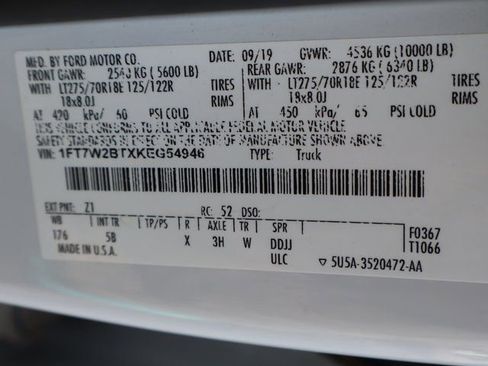 MFD. BY FORD MOTOR CO. DATE: 09/19 GVWR: 4536 KG (10000 LB)
FRONT GAWR: 2540 KG ( 5600 LB) REAR GAWR: 2876 KG ( 6340 LB)
WITH LT275/70R18E 125/122R TIRES WITH LT275/70R18E 125/122R TIRES
18x8.0J RIMS 18x8.0J RIMS
AT 420 kPa/ 60 PSI COLD AT 450 kPa/ 65 PSI COLD
THIS VEHICLE CONFORMS TO ALL APPLICABLE FEDERAL MOTOR VEHICLE
SAFETY STANDARDS IN EFFECT ON THE DATE OF MANUFACTURE SHOWN ABOVE.
VIN: 1FT7W2BTXKEG54946 TYPE: Truck
EXT PNT: Z1 RC: 52 DSO: F0367
WB INT TR TP/PS R AXLE TR SPR T1066
176 5B X 3H W DDJJ
MADE IN U.S.A. ULC ▽ 5U5A-3520472-AA